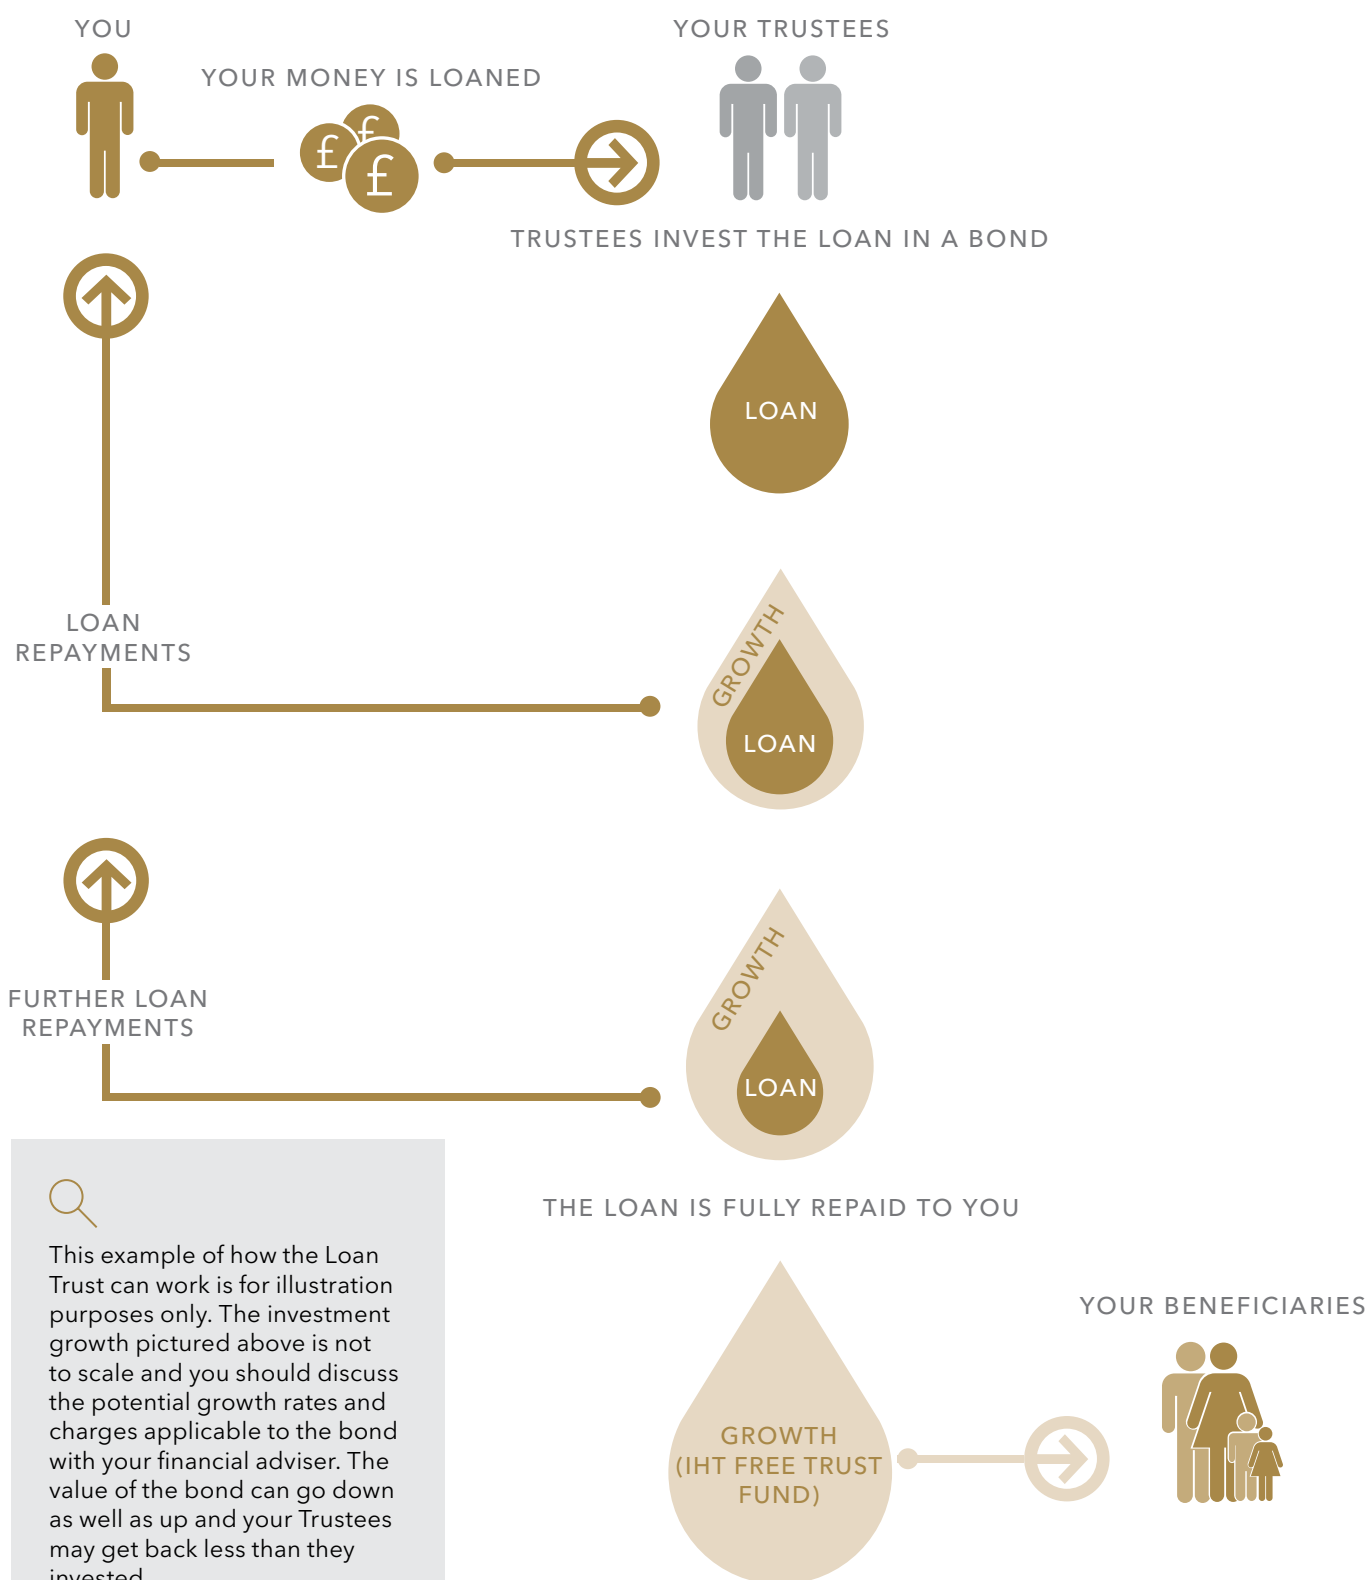 YOU
YOUR TRUSTEES
YOUR MONEY IS LOANED
£
£
£
TRUSTEES INVEST THE LOAN IN A BOND
LOAN
GROWTH
LOAN
LOAN
REPAYMENTS
GROWTH
LOAN
FURTHER LOAN
REPAYMENTS
THE LOAN IS FULLY REPAID TO YOU
This example of how the Loan
Trust can work is for illustration
purposes only. The investment
growth pictured above is not
to scale and you should discuss
the potential growth rates and
charges applicable to the bond
with your financial adviser. The
value of the bond can go down
as well as up and your Trustees
may get back less than they
invested
YOUR BENEFICIARIES
GROWTH
(IHT FREE TRUST
FUND)